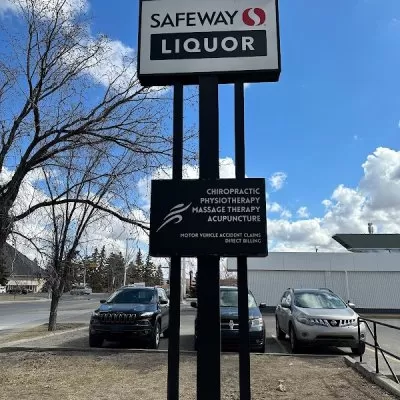 SAFEWAY
LIQUOR
CHIROPRACTIC
PHYSIOTHERAPY
MASSAGE THERAPY
ACUPUNCTURE
MOTOR VEHICLE ACCIDENT CLAIMS
DIRECT BILLING